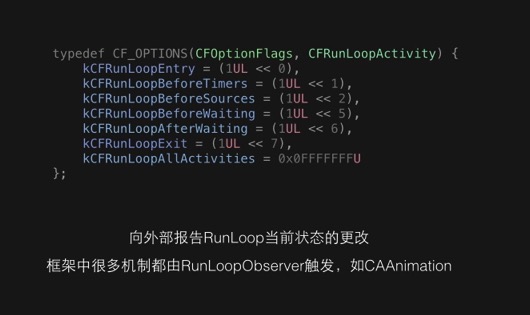 typedef CF_OPTIONS(CFOptionFlags, CFRunLoopActivity) {
    kCFRunLoopEntry = (1UL << 0),
    kCFRunLoopBeforeTimers = (1UL << 1),
    kCFRunLoopBeforeSources = (1UL << 2),
    kCFRunLoopBeforeWaiting = (1UL << 5),
    kCFRunLoopAfterWaiting = (1UL << 6),
    kCFRunLoopExit = (1UL << 7),
    kCFRunLoopAllActivities = 0x0FFFFFFFU
};
向外部报告RunLoop当前状态的更改
框架中很多机制都由RunLoopObserver触发，如CAAnimation